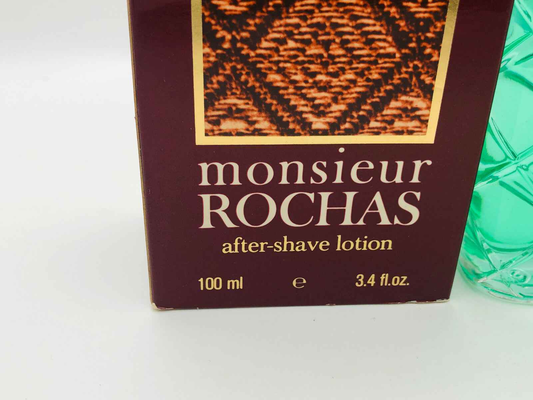 monsieur
ROCHAS
after-shave lotion
100 ml ℮ 3.4 fl.oz.